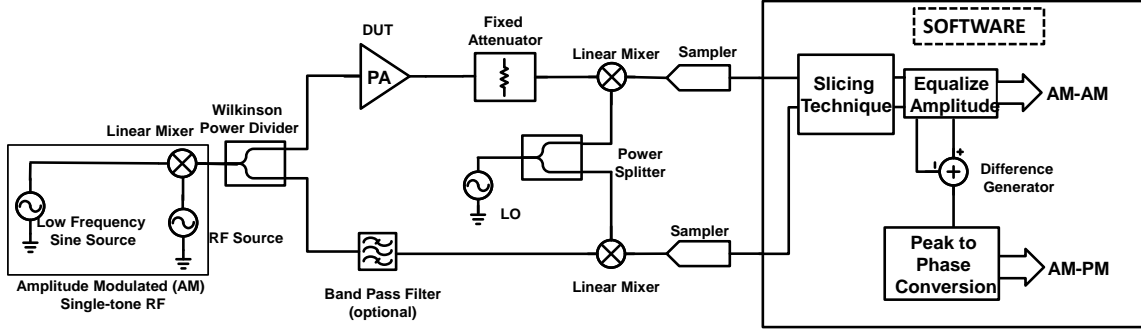 DUT
PA
Fixed
Attenuator
Linear Mixer
Sampler
SOFTWARE
Slicing
Technique
Equalize
Amplitude
AM-AM
Wilkinson
Power Divider
Linear Mixer
Power
Splitter
LO
+
-
+
Difference
Generator
Low Frequency
Sine Source
RF Source
Amplitude Modulated (AM)
Single-tone RF
Band Pass Filter
(optional)
Sampler
Linear Mixer
Peak to
Phase
Conversion
AM-PM